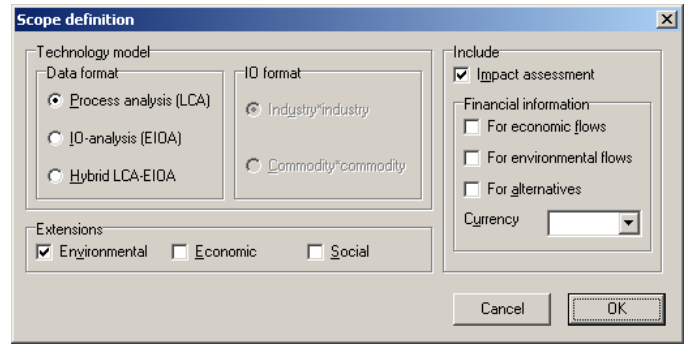 Scope definition
Technology model
Data format
Process analysis (LCA)
IO-analysis (EIOA)
Hybrid LCA-EIOA
IO format
Industry*industry
Commodity*commodity
Extensions
Environmental
Economic
Social
Include
Impact assessment
Financial information
For economic flows
For environmental flows
For alternatives
Currency
Cancel
OK